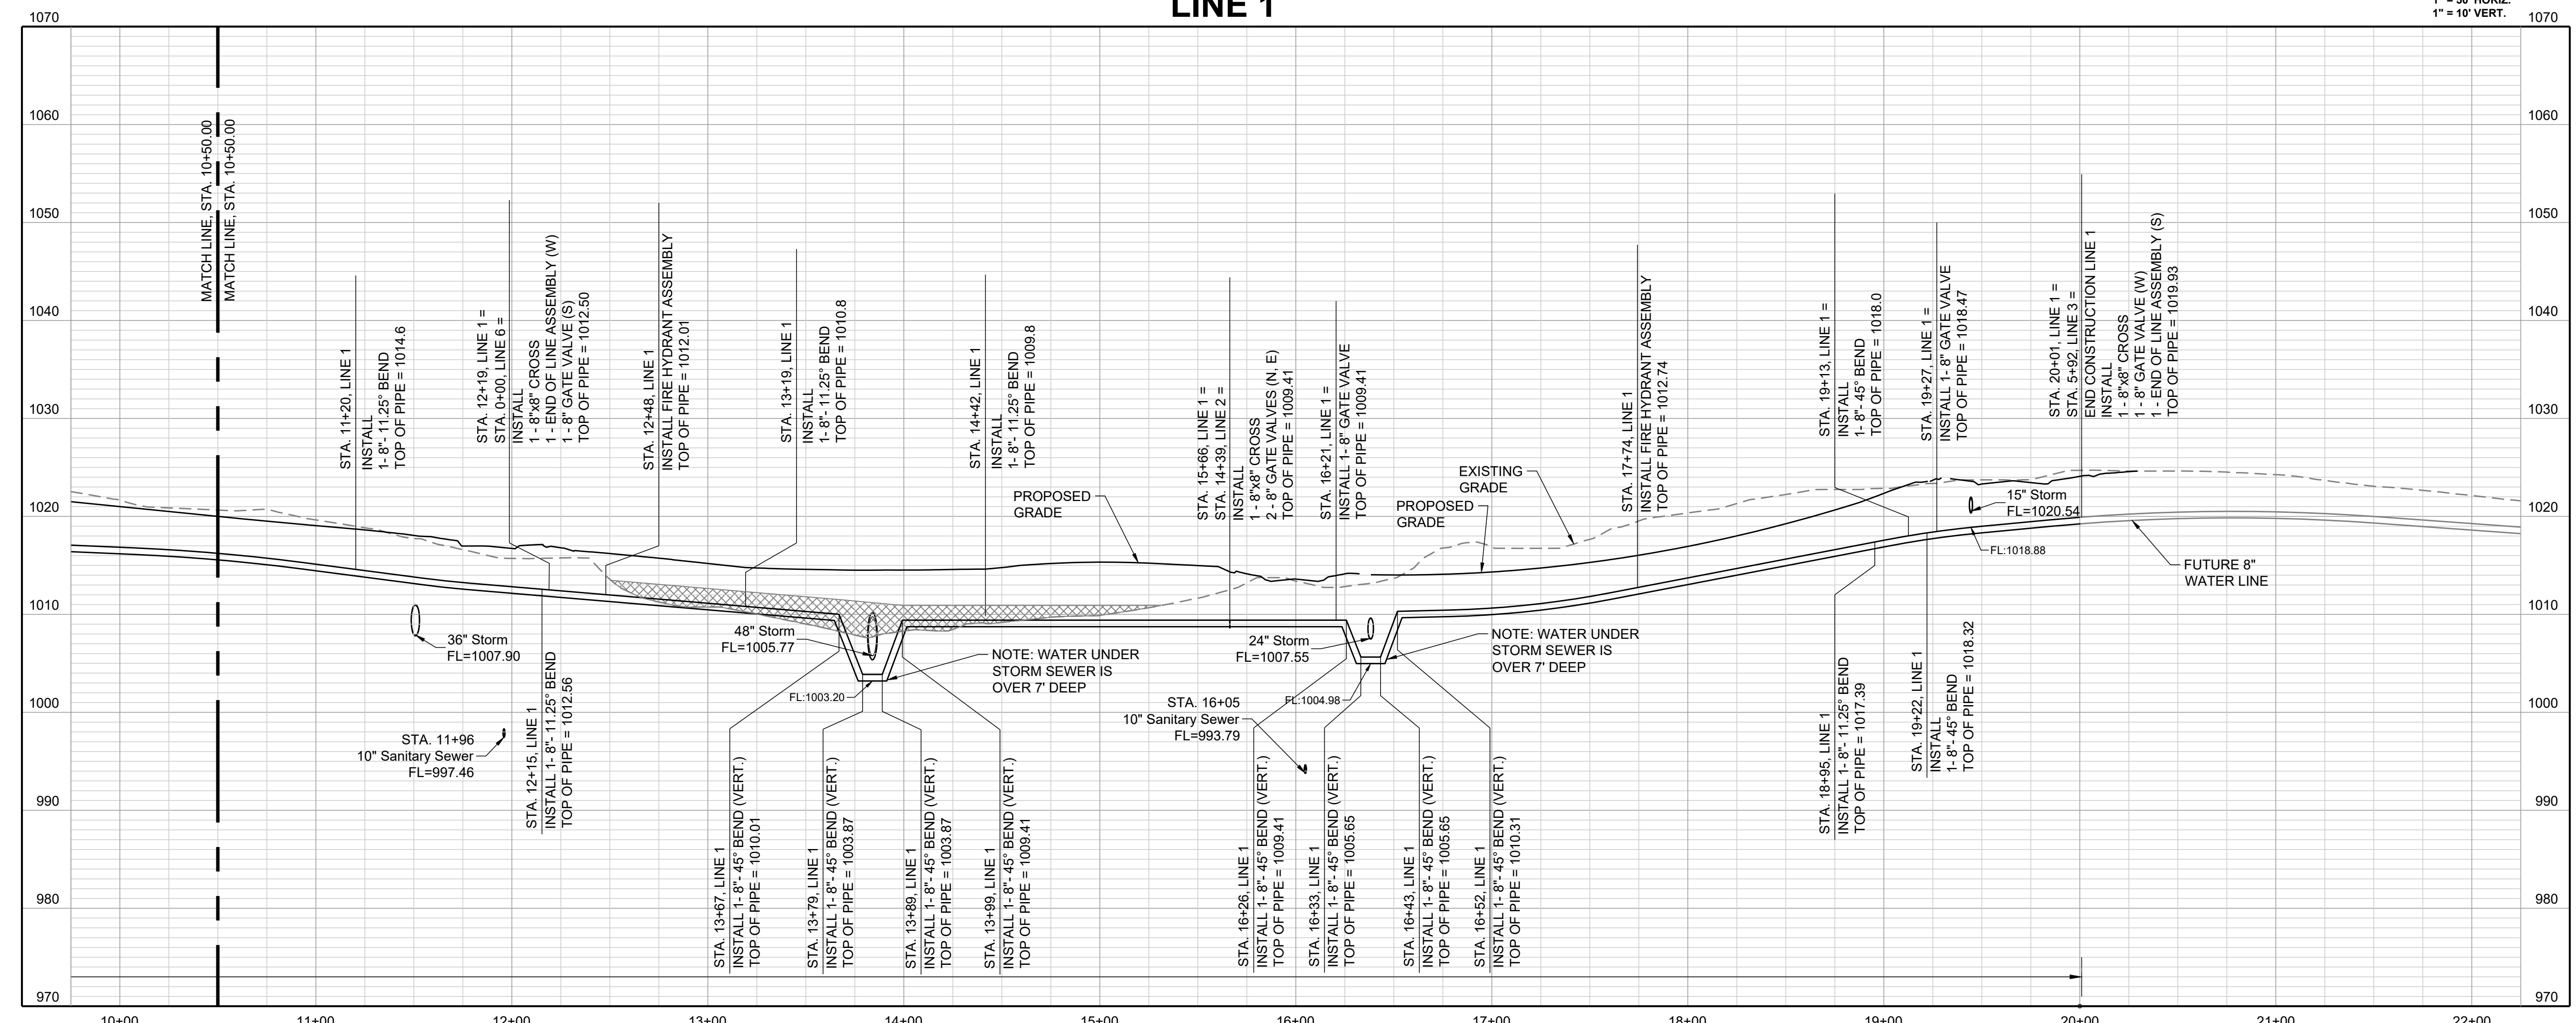 LINE 1
1" = 10' VERT.
1070
1070
1060
1060
1050
1050
1040
1040
1030
1030
1020
1020
1010
1010
1000
1000
990
990
980
980
970
970
MATCH LINE, STA. 10+50.00
MATCH LINE, STA. 10+50.00
STA. 11+20, LINE 1
INSTALL
1- 8"- 11.25° BEND
TOP OF PIPE = 1014.6
STA. 12+19, LINE 1 =
STA. 0+00, LINE 6 =
INSTALL
1 - 8"x8" CROSS
1 - END OF LINE ASSEMBLY (W)
1 - 8" GATE VALVE (S)
TOP OF PIPE = 1012.50
STA. 12+48, LINE 1
INSTALL FIRE HYDRANT ASSEMBLY
TOP OF PIPE = 1012.01
STA. 13+19, LINE 1
INSTALL
1- 8"- 11.25° BEND
TOP OF PIPE = 1010.8
STA. 14+42, LINE 1
INSTALL
1- 8"- 11.25° BEND
TOP OF PIPE = 1009.8
PROPOSED
GRADE
STA. 15+66, LINE 1 =
STA. 14+39, LINE 2 =
INSTALL
1 - 8"x8" CROSS
2 - 8" GATE VALVES (N, E)
TOP OF PIPE = 1009.41
STA. 16+21, LINE 1 =
INSTALL 1- 8" GATE VALVE
TOP OF PIPE = 1009.41
EXISTING
GRADE
PROPOSED
GRADE
STA. 17+74, LINE 1
INSTALL FIRE HYDRANT ASSEMBLY
TOP OF PIPE = 1012.74
STA. 19+13, LINE 1 =
INSTALL
1- 8"- 45° BEND
TOP OF PIPE = 1018.0
STA. 19+27, LINE 1 =
INSTALL 1- 8" GATE VALVE
TOP OF PIPE = 1018.47
STA. 20+01, LINE 1 =
STA. 5+92, LINE 3 =
END CONSTRUCTION LINE 1
INSTALL
1 - 8"x8" CROSS
1 - 8" GATE VALVE (W)
1 - END OF LINE ASSEMBLY (S)
TOP OF PIPE = 1019.93
15" Storm
FL=1020.54
FL:1018.88
FUTURE 8"
WATER LINE
36" Storm
FL=1007.90
48" Storm
FL=1005.77
NOTE: WATER UNDER
STORM SEWER IS
OVER 7' DEEP
FL:1003.20
24" Storm
FL=1007.55
NOTE: WATER UNDER
STORM SEWER IS
OVER 7' DEEP
FL:1004.98
STA. 11+96
10" Sanitary Sewer
FL=997.46
STA. 12+15, LINE 1
INSTALL 1- 8"- 11.25° BEND
TOP OF PIPE = 1012.56
STA. 16+05
10" Sanitary Sewer
FL=993.79
STA. 13+67, LINE 1
INSTALL 1- 8"- 45° BEND (VERT.)
TOP OF PIPE = 1010.01
STA. 13+79, LINE 1
INSTALL 1- 8"- 45° BEND (VERT.)
TOP OF PIPE = 1003.87
STA. 13+89, LINE 1
INSTALL 1- 8"- 45° BEND (VERT.)
TOP OF PIPE = 1003.87
STA. 13+99, LINE 1
INSTALL 1- 8"- 45° BEND (VERT.)
TOP OF PIPE = 1009.41
STA. 16+26, LINE 1
INSTALL 1- 8"- 45° BEND (VERT.)
TOP OF PIPE = 1009.41
STA. 16+33, LINE 1
INSTALL 1- 8"- 45° BEND (VERT.)
TOP OF PIPE = 1005.65
STA. 16+43, LINE 1
INSTALL 1- 8"- 45° BEND (VERT.)
TOP OF PIPE = 1005.65
STA. 16+52, LINE 1
INSTALL 1- 8"- 45° BEND (VERT.)
TOP OF PIPE = 1010.31
STA. 18+95, LINE 1
INSTALL 1- 8"- 11.25° BEND
TOP OF PIPE = 1017.39
STA. 19+22, LINE 1
INSTALL
1- 8"- 45° BEND
TOP OF PIPE = 1018.32
10+00
11+00
12+00
13+00
14+00
15+00
16+00
17+00
18+00
19+00
20+00
21+00
22+00